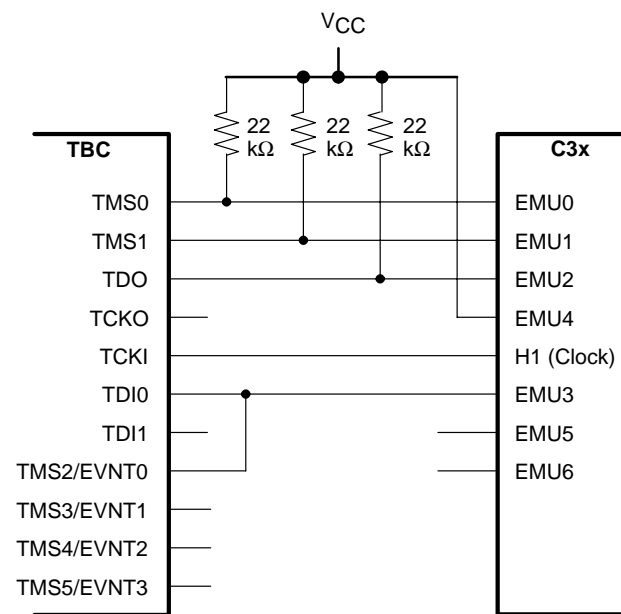 VCC
22 kΩ
22 kΩ
22 kΩ
TBC
C3x
TMS0
EMU0
TMS1
EMU1
TDO
EMU2
TCKO
EMU4
TCKI
H1 (Clock)
TDI0
EMU3
TDI1
EMU5
TMS2/EVNT0
EMU6
TMS3/EVNT1
TMS4/EVNT2
TMS5/EVNT3